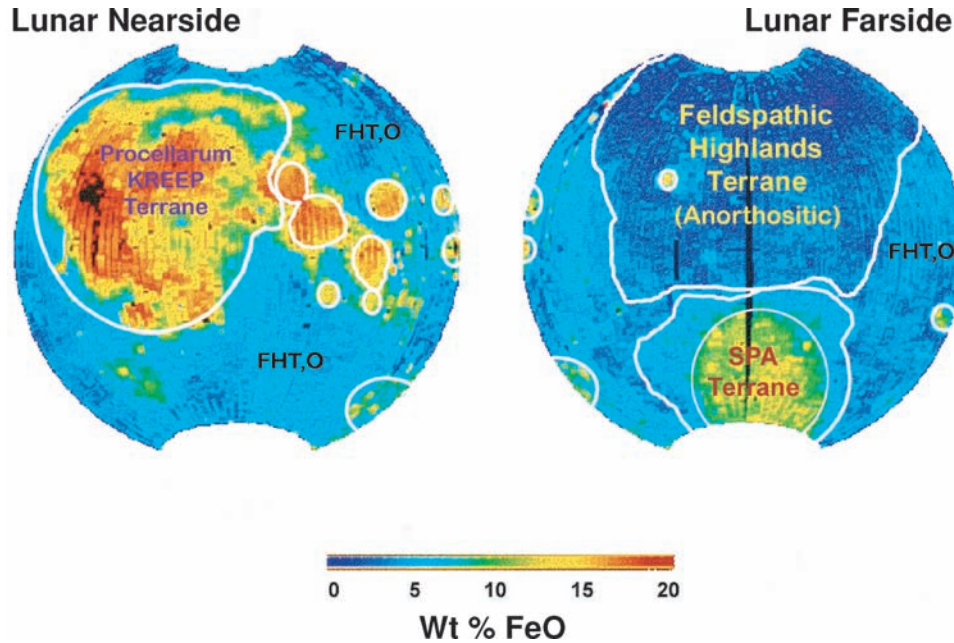 Lunar Nearside
Lunar Farside
FHT,O
Procellarum
KREEP
Terrane
FHT,O
Feldspathic
Highlands
Terrane
(Anorthositic)
FHT,O
SPA
Terrane
0 5 10 15 20
Wt % FeO